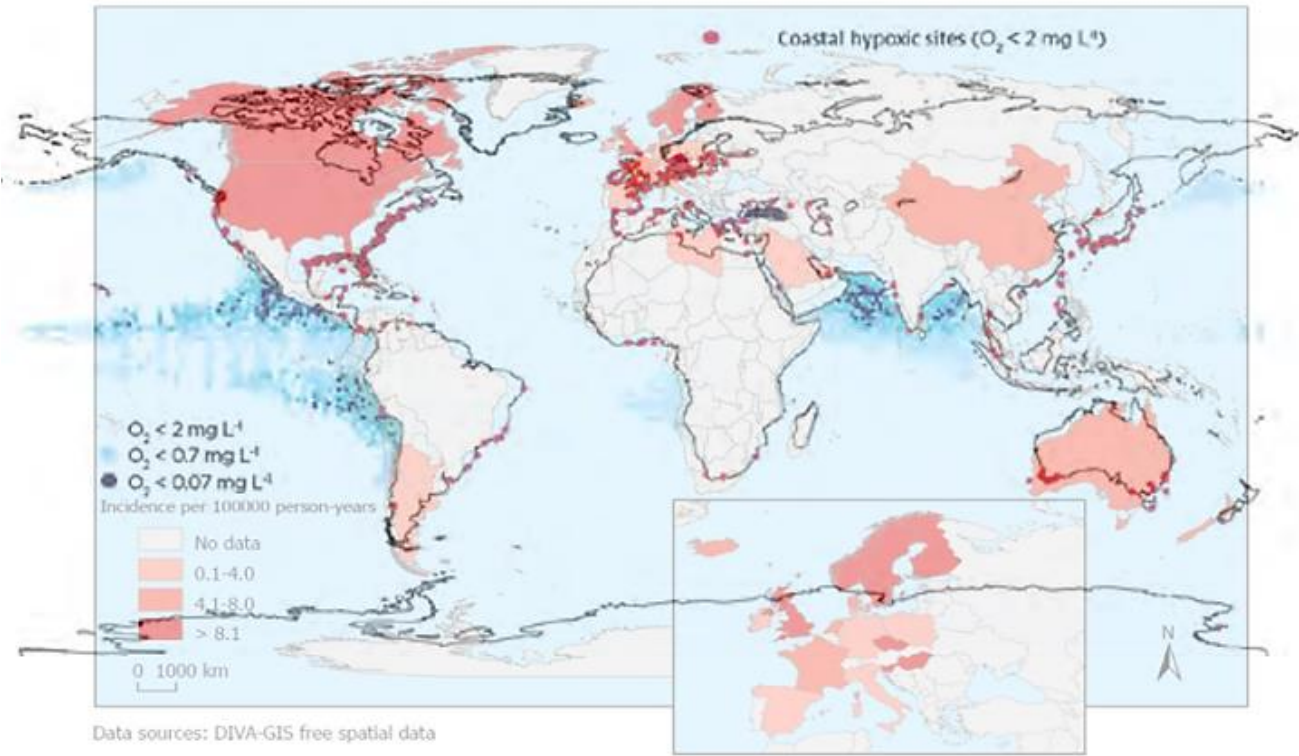 Coastal hypoxic sites (O₂ < 2 mg L⁻¹)
O₂ < 2 mg L⁻¹
O₂ < 0.7 mg L⁻¹
O₂ < 0.07 mg L⁻¹
Incidence per 100000 person-years
No data
0.1-4.0
4.1-8.0
> 8.1
0 1000 km
N
Data sources: DIVA-GIS free spatial data